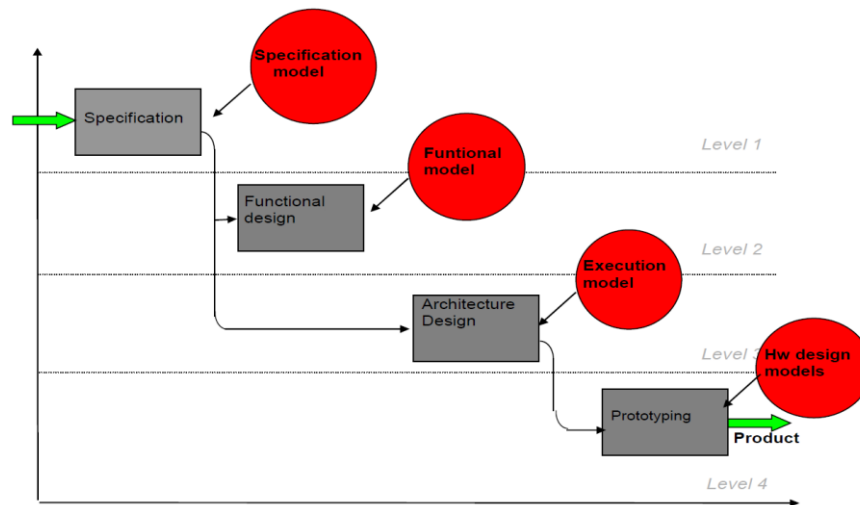 Specification
model
Specification
Level 1
Funtional
model
Functional
design
Level 2
Execution
model
Architecture
Design
Level 3
Hw design
models
Prototyping
Product
Level 4